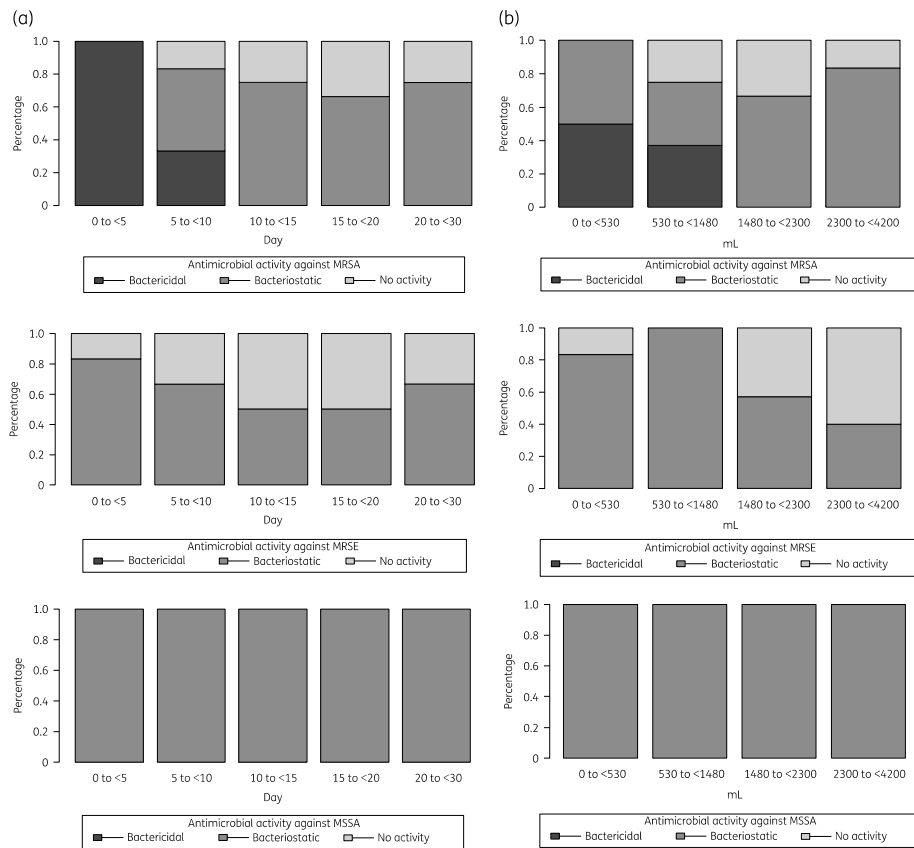 (a)
1.0
0.8
0.6
0.4
0.2
0
Percentage
0 to <5 5 to <10 10 to <15 15 to <20 20 to <30
Day
Antimicrobial activity against MRSA
Bactericidal Bacteriostatic No activity
1.0
0.8
0.6
0.4
0.2
0
Percentage
0 to <5 5 to <10 10 to <15 15 to <20 20 to <30
Day
Antimicrobial activity against MRSE
Bactericidal Bacteriostatic No activity
1.0
0.8
0.6
0.4
0.2
0
Percentage
0 to <5 5 to <10 10 to <15 15 to <20 20 to <30
Day
Antimicrobial activity against MSSA
Bactericidal Bacteriostatic No activity
(b)
1.0
0.8
0.6
0.4
0.2
0
Percentage
0 to <530 530 to <1480 1480 to <2300 2300 to <4200
mL
Antimicrobial activity against MRSA
Bactericidal Bacteriostatic No activity
1.0
0.8
0.6
0.4
0.2
0
Percentage
0 to <530 530 to <1480 1480 to <2300 2300 to <4200
mL
Antimicrobial activity against MRSE
Bactericidal Bacteriostatic No activity
1.0
0.8
0.6
0.4
0.2
0
Percentage
0 to <530 530 to <1480 1480 to <2300 2300 to <4200
mL
Antimicrobial activity against MSSA
Bactericidal Bacteriostatic No activity